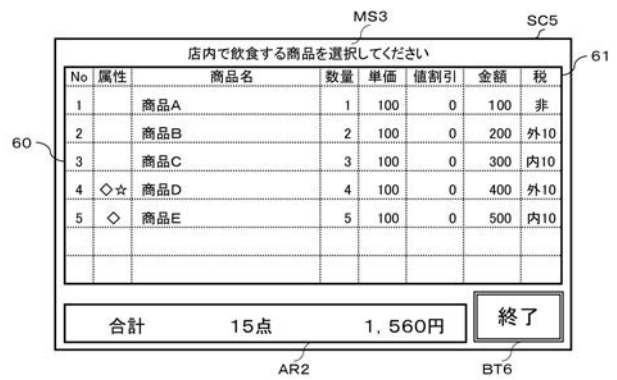 MS3
SC5
店内で飲食する商品を選択してください
61
No 属性 商品名 数量 単価 値割引 金額 税
1 商品A 1 100 0 100 非
2 商品B 2 100 0 200 外10
60
3 商品C 3 100 0 300 内10
4 ◇☆ 商品D 4 100 0 400 外10
5 ◇ 商品E 5 100 0 500 内10
合計 15点 1,560円
終了
AR2
BT6